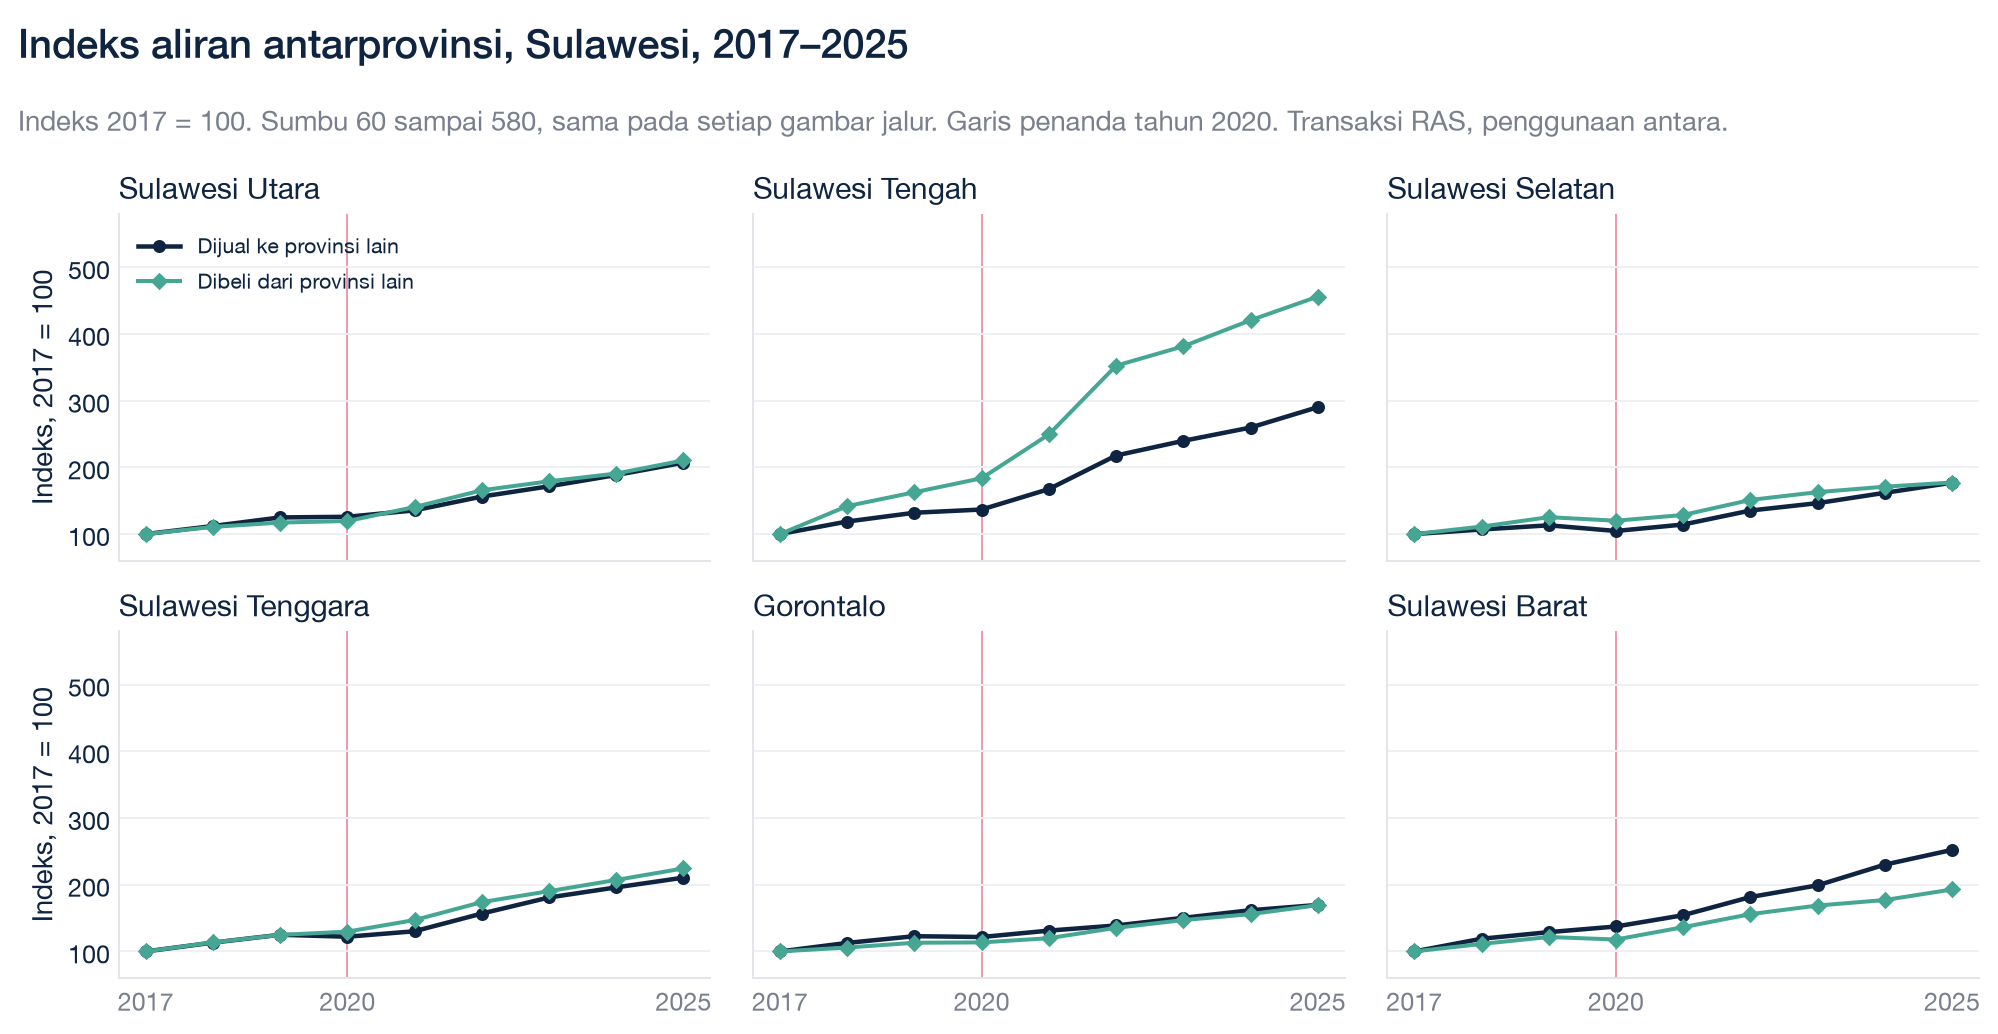 Indeks aliran antarprovinsi, Sulawesi, 2017–2025
Indeks 2017 = 100. Sumbu 60 sampai 580, sama pada setiap gambar jalur. Garis penanda tahun 2020. Transaksi RAS, penggunaan antara.
Sulawesi Utara
Sulawesi Tengah
Sulawesi Selatan
Dijual ke provinsi lain
Dibeli dari provinsi lain
Indeks, 2017 = 100
500
400
300
200
100
Sulawesi Tenggara
Gorontalo
Sulawesi Barat
Indeks, 2017 = 100
500
400
300
200
100
2017 2020 2025
2017 2020 2025
2017 2020 2025